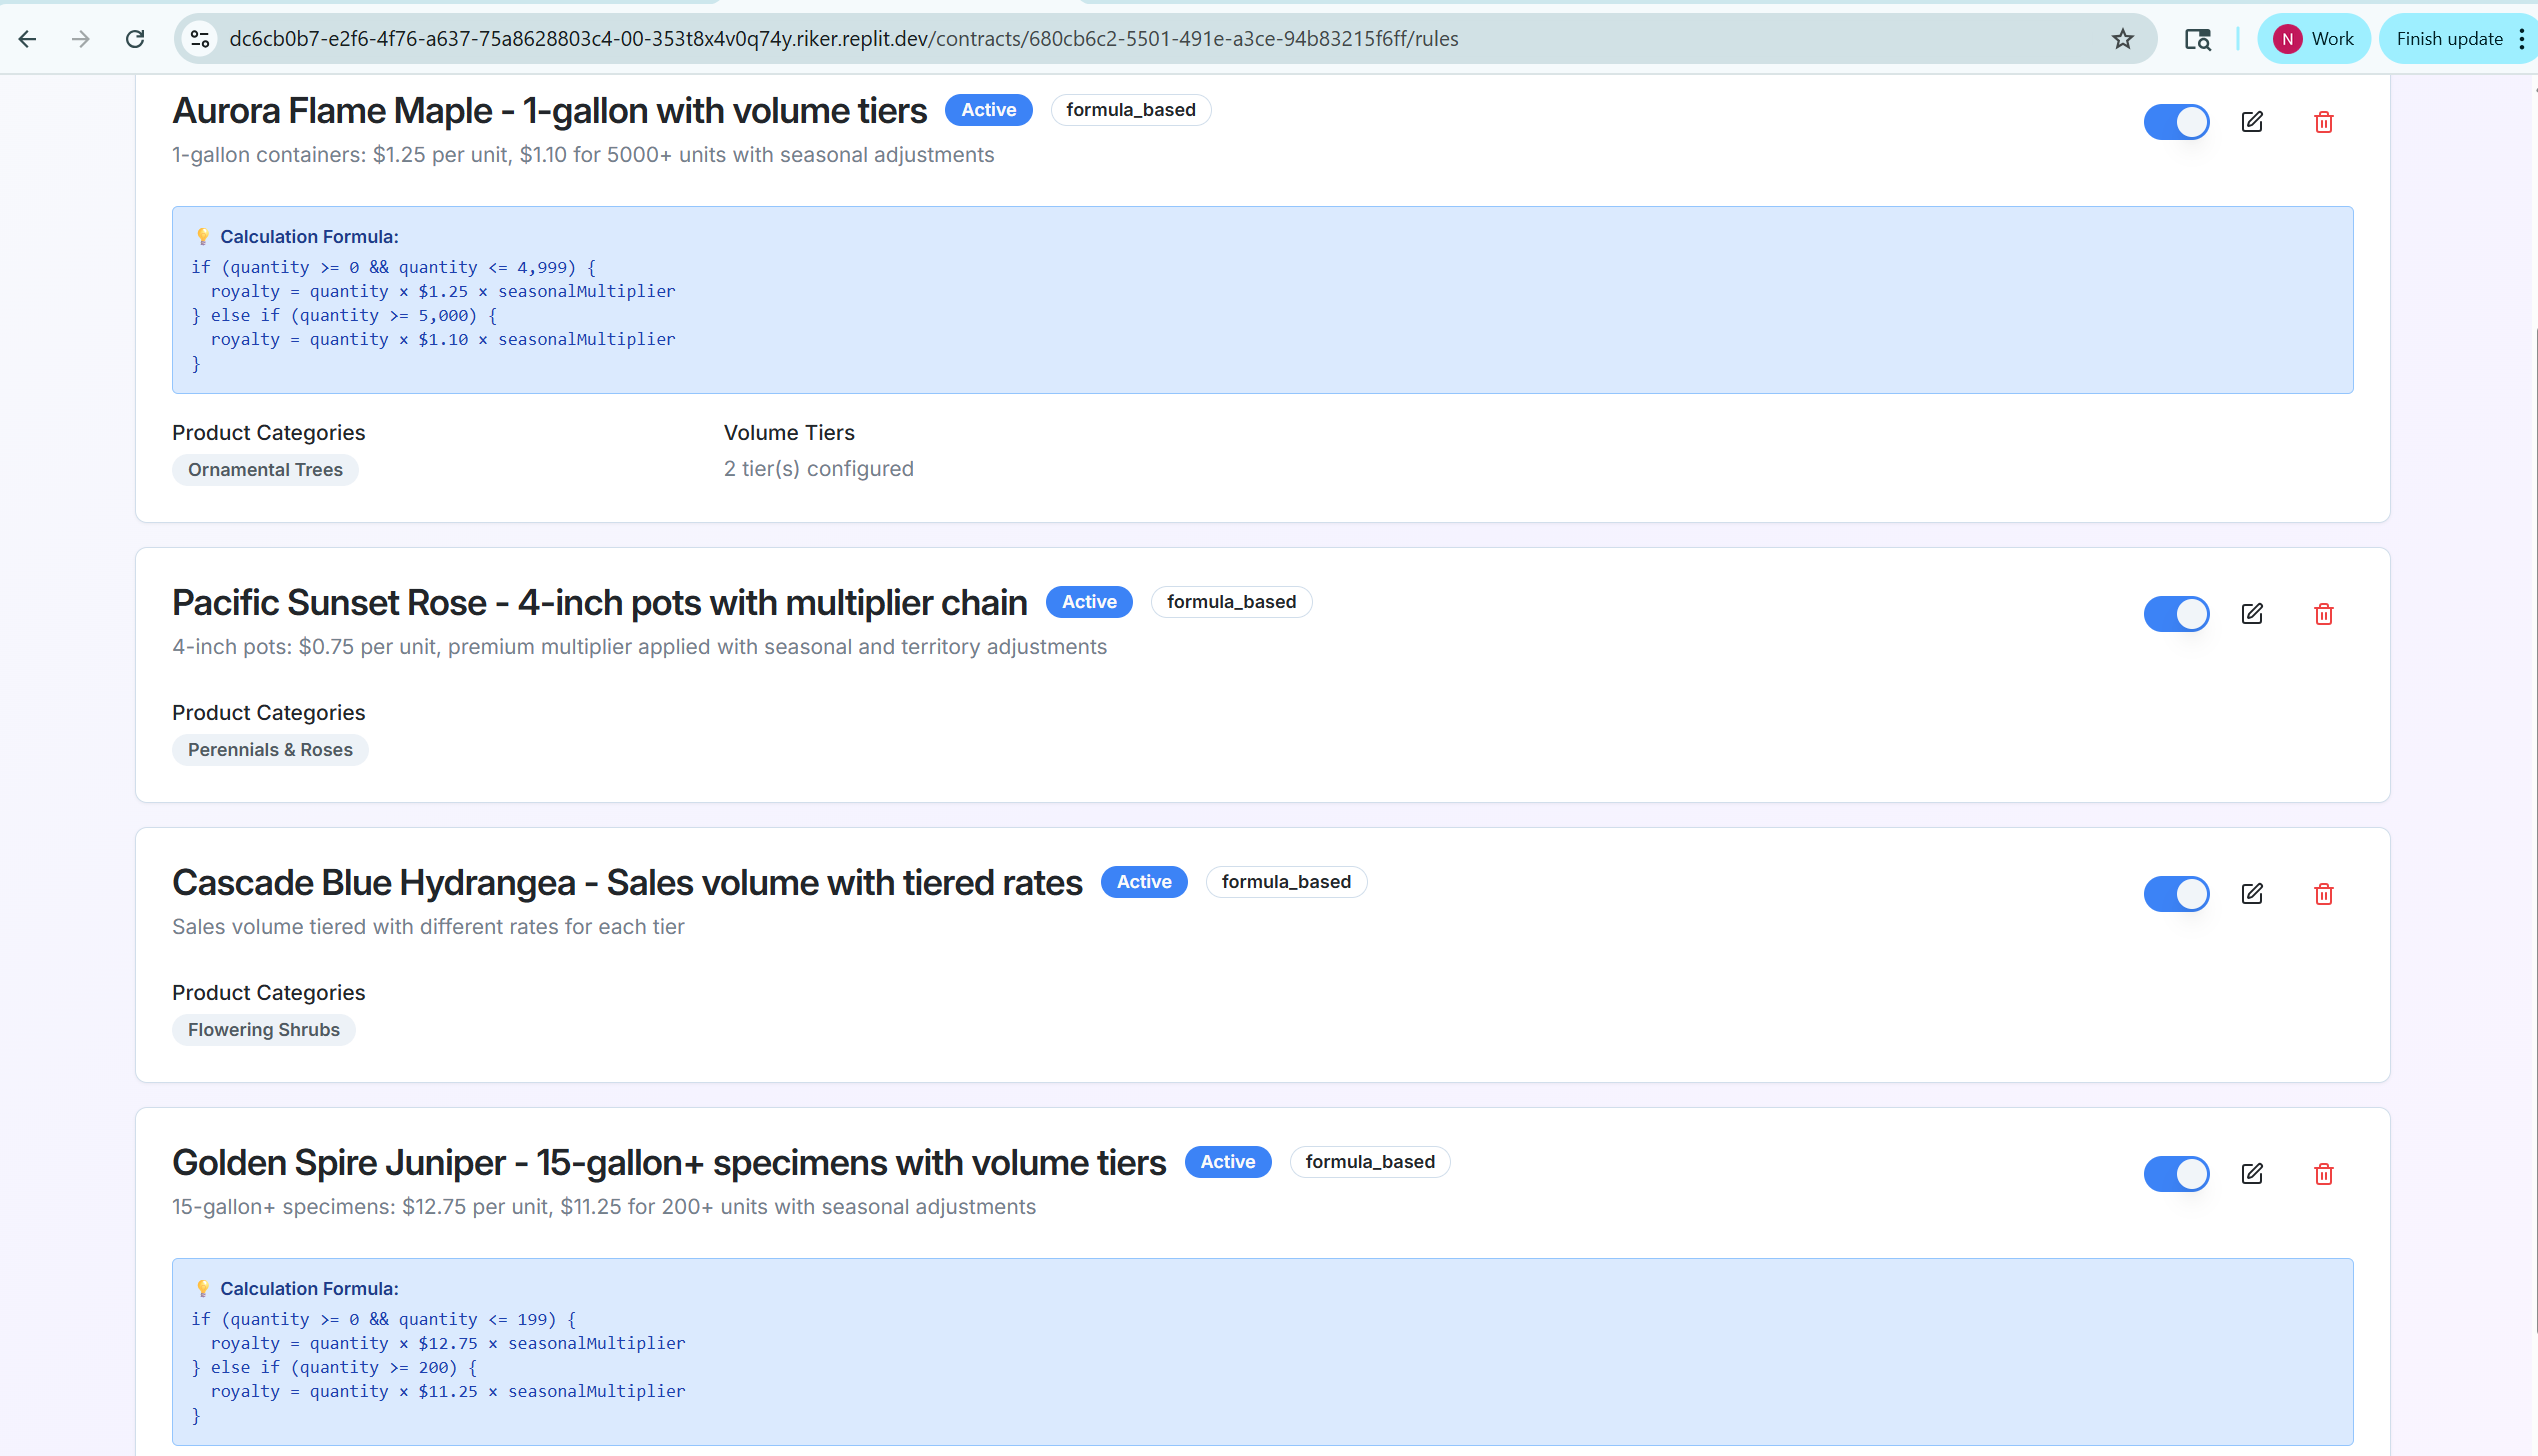 dc6cb0b7-e2f6-4f76-a637-75a8628803c4-00-353t8x4v0q74y.riker.replit.dev/contracts/680cb6c2-5501-491e-a3ce-94b83215f6ff/rules
N Work
Finish update
Aurora Flame Maple - 1-gallon with volume tiers Active formula_based
1-gallon containers: $1.25 per unit, $1.10 for 5000+ units with seasonal adjustments
Calculation Formula:
if (quantity >= 0 && quantity <= 4,999) {
  royalty = quantity × $1.25 × seasonalMultiplier
} else if (quantity >= 5,000) {
  royalty = quantity × $1.10 × seasonalMultiplier
}
Product Categories
Ornamental Trees
Volume Tiers
2 tier(s) configured
Pacific Sunset Rose - 4-inch pots with multiplier chain Active formula_based
4-inch pots: $0.75 per unit, premium multiplier applied with seasonal and territory adjustments
Product Categories
Perennials & Roses
Cascade Blue Hydrangea - Sales volume with tiered rates Active formula_based
Sales volume tiered with different rates for each tier
Product Categories
Flowering Shrubs
Golden Spire Juniper - 15-gallon+ specimens with volume tiers Active formula_based
15-gallon+ specimens: $12.75 per unit, $11.25 for 200+ units with seasonal adjustments
Calculation Formula:
if (quantity >= 0 && quantity <= 199) {
  royalty = quantity × $12.75 × seasonalMultiplier
} else if (quantity >= 200) {
  royalty = quantity × $11.25 × seasonalMultiplier
}